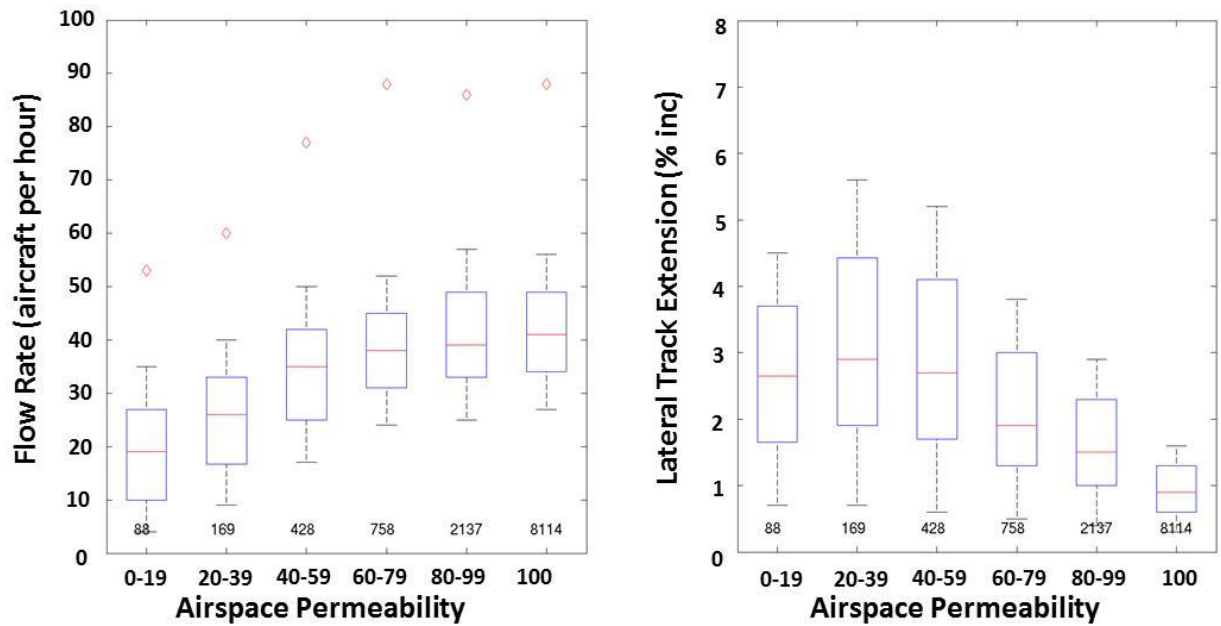 Flow Rate (aircraft per hour)
100
90
80
70
60
50
40
30
20
10
0
88 169 428 758 2137 8114
0-19 20-39 40-59 60-79 80-99 100
Airspace Permeability
Lateral Track Extension (% inc)
8
7
6
5
4
3
2
1
0
88 169 428 758 2137 8114
0-19 20-39 40-59 60-79 80-99 100
Airspace Permeability